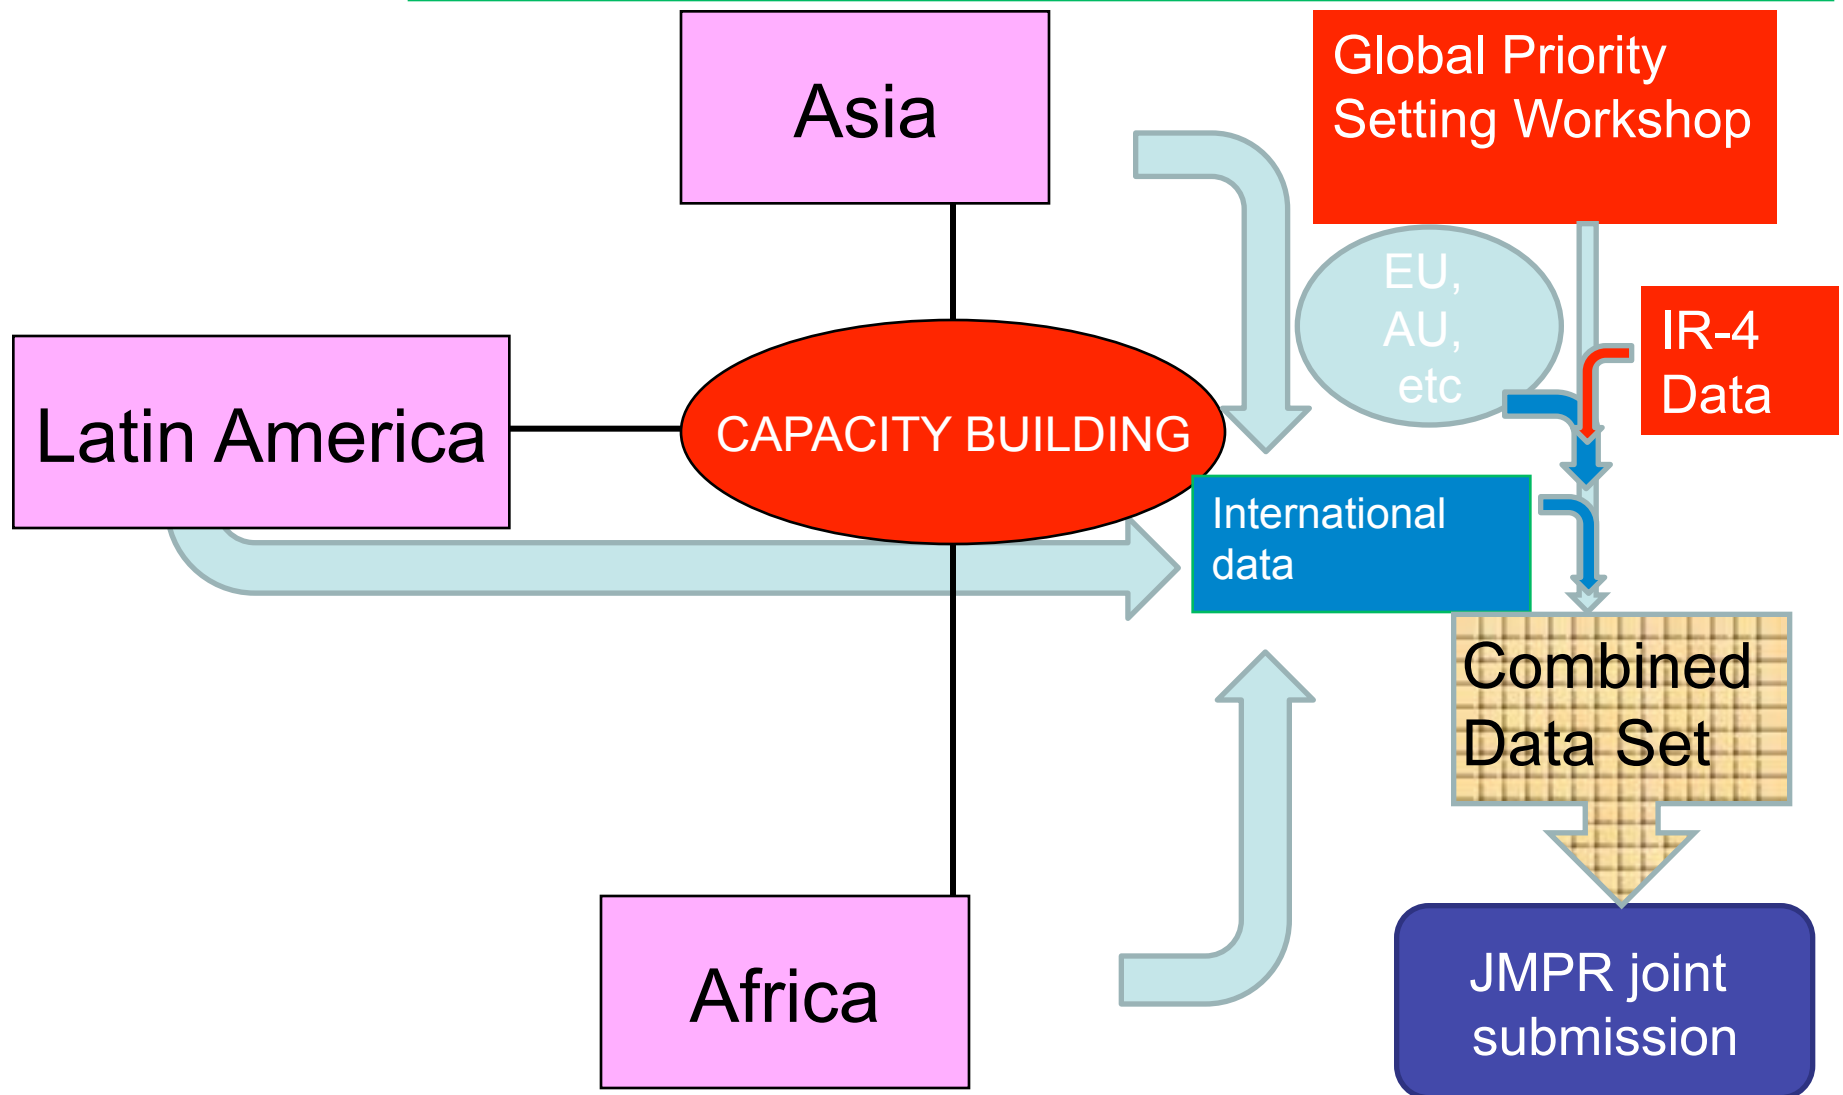 Asia
Global Priority
Setting Workshop
EU,
AU,
etc
IR-4
Data
Latin America
CAPACITY BUILDING
International
data
Combined
Data Set
Africa
JMPR joint
submission